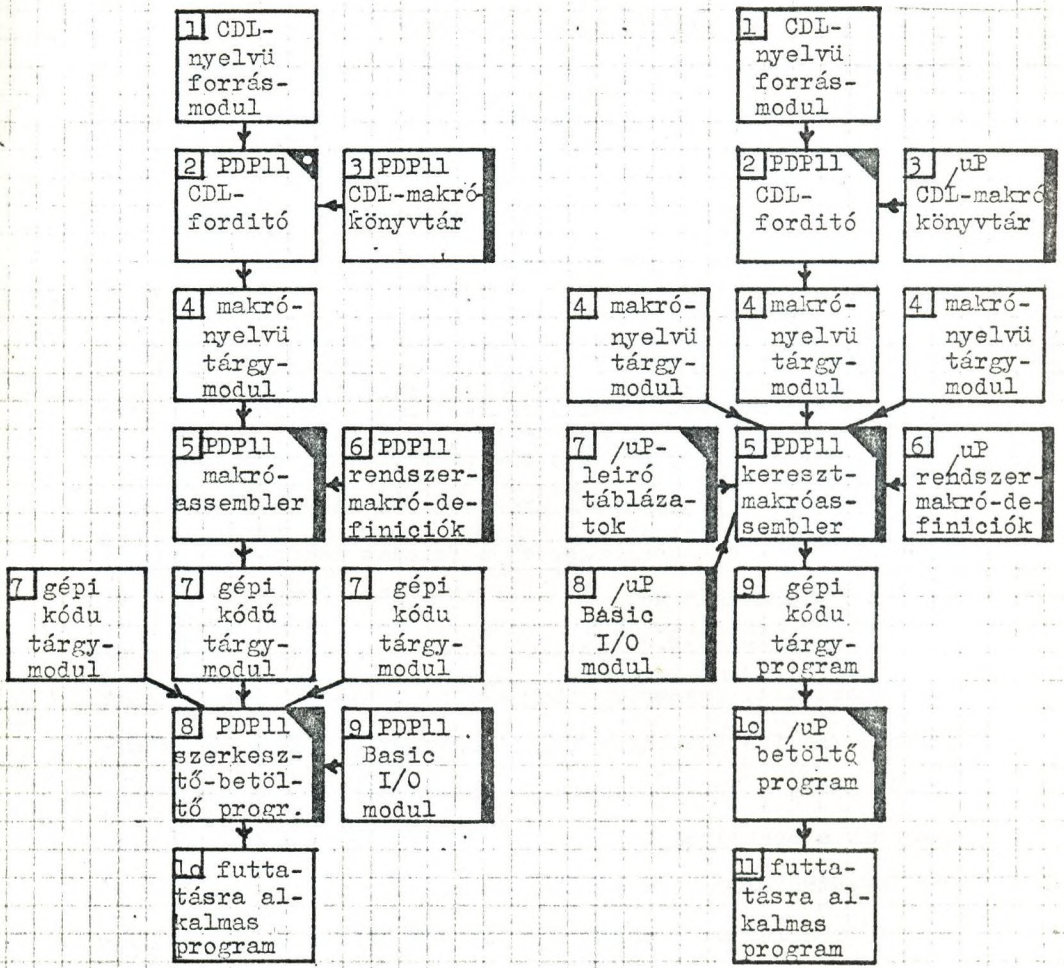 1 CDL-
nyelvü
forrás-
modul
2 PDP11
CDL-
forditó
3 PDP11
CDL-makró-
könyvtár
4 makró-
nyelvü
tárgy-
modul
5 PDP11
makró-
assembler
6 PDP11
rendszer-
makró-de-
finiciók
7 gépi
kódu
tárgy-
modul
7 gépi
kódú
tárgy-
modul
7 gépi
kódu
tárgy-
modul
8 PDP11
szerkesz-
tő-betöl-
tő progr.
9 PDP11
Basic
I/O
modul
lo futta-
tásra al-
kalmas
program
1 CDL-
nyelvü
forrás-
modul
2 PDP11
CDL-
forditó
3 /uP
CDL-makró
könyvtár
4 makró-
nyelvü
tárgy-
modul
4 makró-
nyelvü
tárgy-
modul
4 makró-
nyelvü
tárgy-
modul
7 /uP-
leiró
tábláza-
tok
5 PDP11
kereszt-
makróas-
sembler
6 /uP
rendszer-
makró-de-
finiciók
8 /uP
Basic
I/O
modul
9 gépi
kódu
tárgy-
program
lo /uP
betöltő
program
11 futta-
tásra al-
kalmas
program